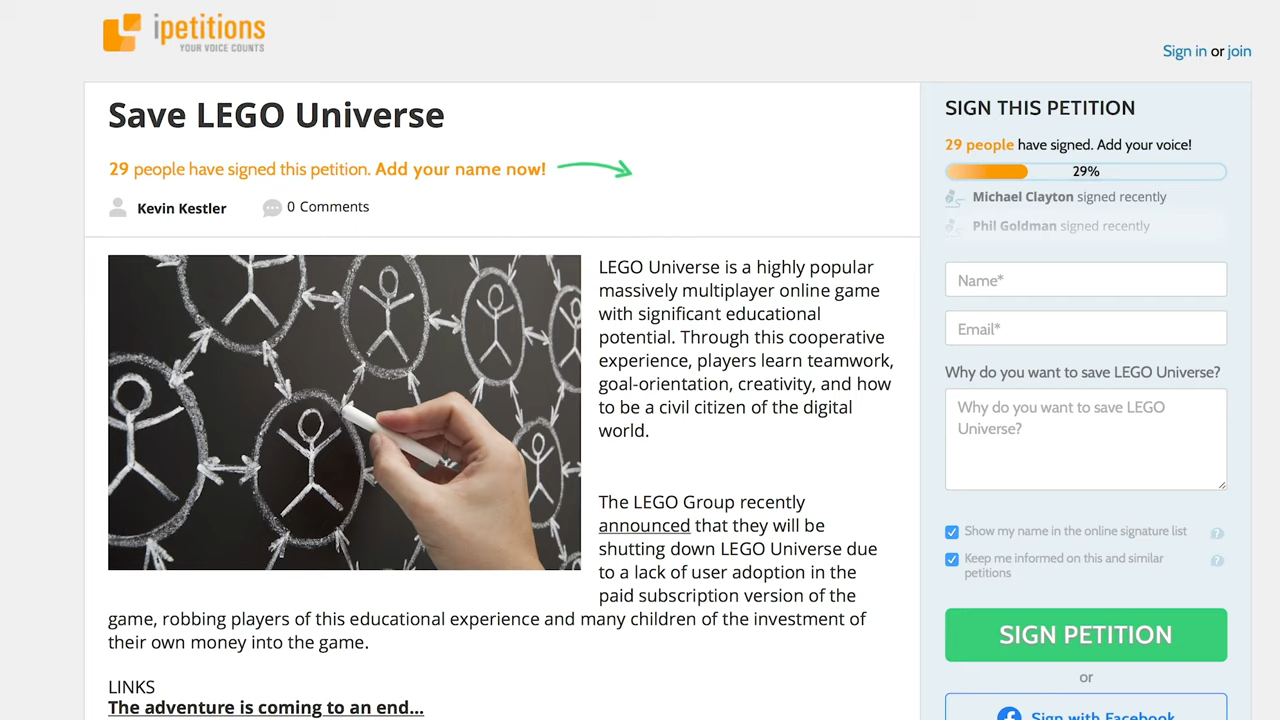 ipetitions
YOUR VOICE COUNTS
Sign in or join
Save LEGO Universe
29 people have signed this petition. Add your name now!
Kevin Kestler
0 Comments
LEGO Universe is a highly popular
massively multiplayer online game
with significant educational
potential. Through this cooperative
experience, players learn teamwork,
goal-orientation, creativity, and how
to be a civil citizen of the digital
world.
The LEGO Group recently
announced that they will be
shutting down LEGO Universe due
to a lack of user adoption in the
paid subscription version of the
game, robbing players of this educational experience and many children of the investment of
their own money into the game.
LINKS
The adventure is coming to an end...
SIGN THIS PETITION
29 people have signed. Add your voice!
29%
Michael Clayton signed recently
Phil Goldman signed recently
Name*
Email*
Why do you want to save LEGO Universe?
Why do you want to save LEGO
Universe?
Show my name in the online signature list
?
Keep me informed on this and similar
petitions
?
SIGN PETITION
or
Sign with Facebook